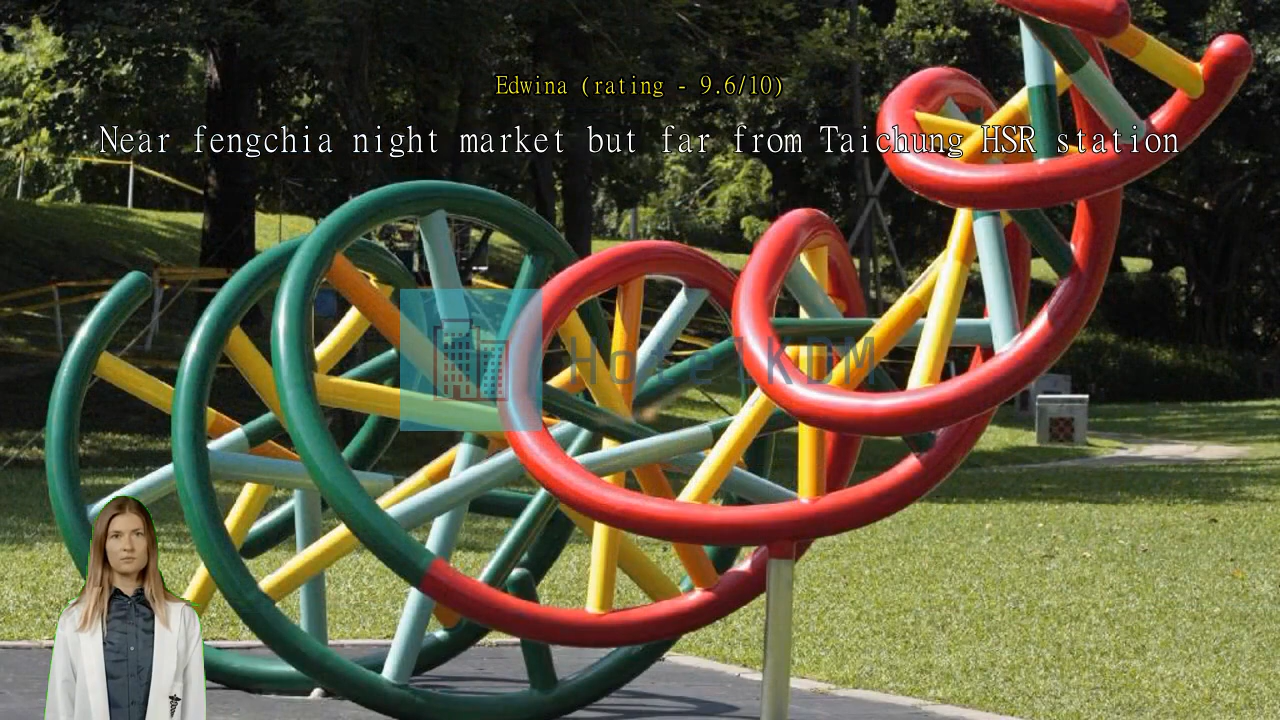 Edwina (rating - 9.6/10)
Near fengchia night market but far from Taichung HSR station
HotelKDM